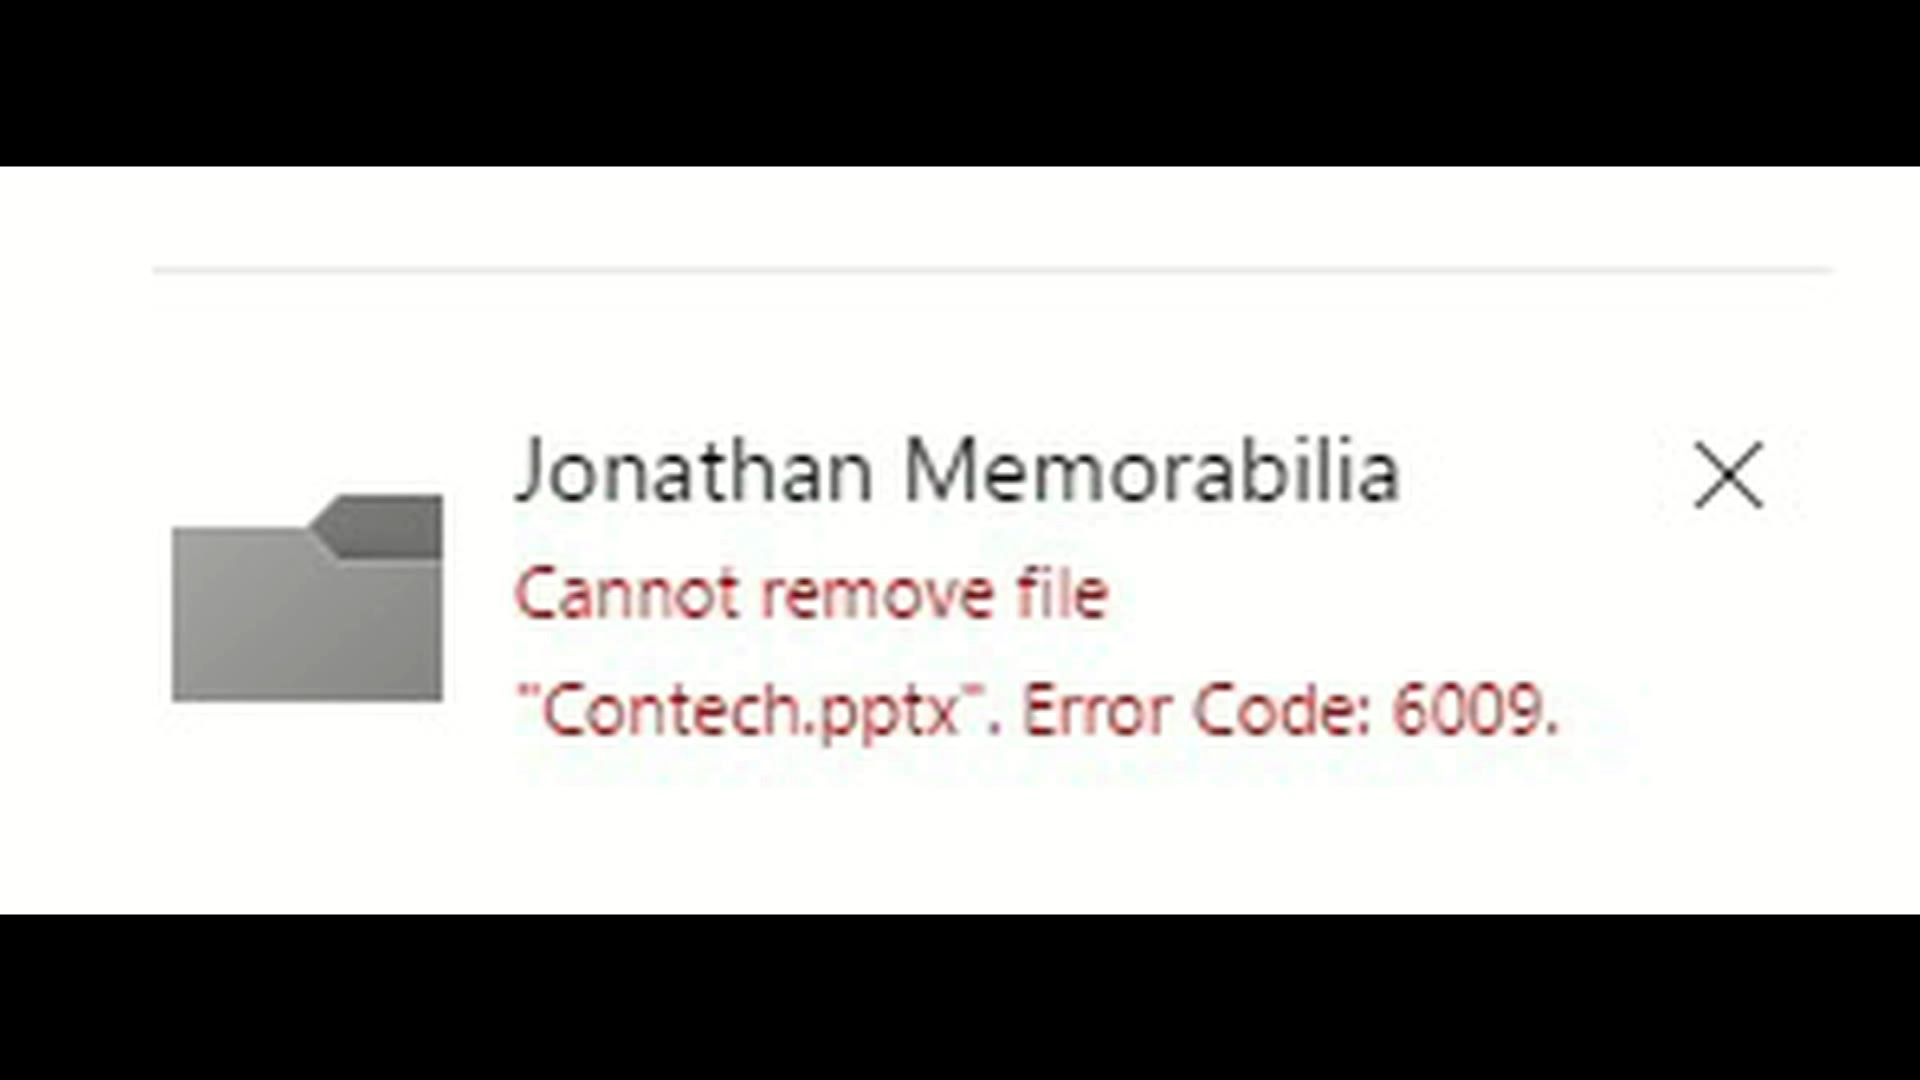 Jonathan Memorabilia
Cannot remove file
"Contech.pptx". Error Code: 6009.